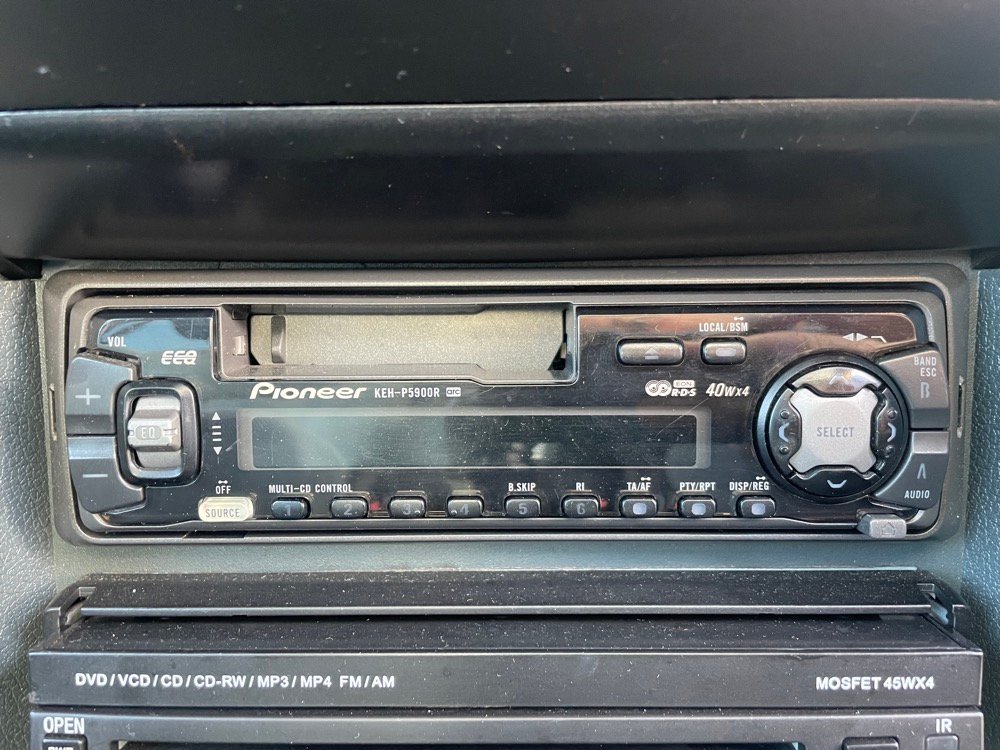 LOCAL/BSM
VOL
EEQ
BAND
ESC
B
Pioneer KEH-P5900R arc
EON
R·D·S 40WX4
+
EQ
SELECT
−
A
AUDIO
OFF MULTI-CD CONTROL B.SKIP RI TA/AF PTY/RPT DISP/REG
SOURCE 1 2 3 4 5 6
DVD / VCD / CD / CD-RW / MP3 / MP4 FM / AM MOSFET 45WX4
OPEN IR